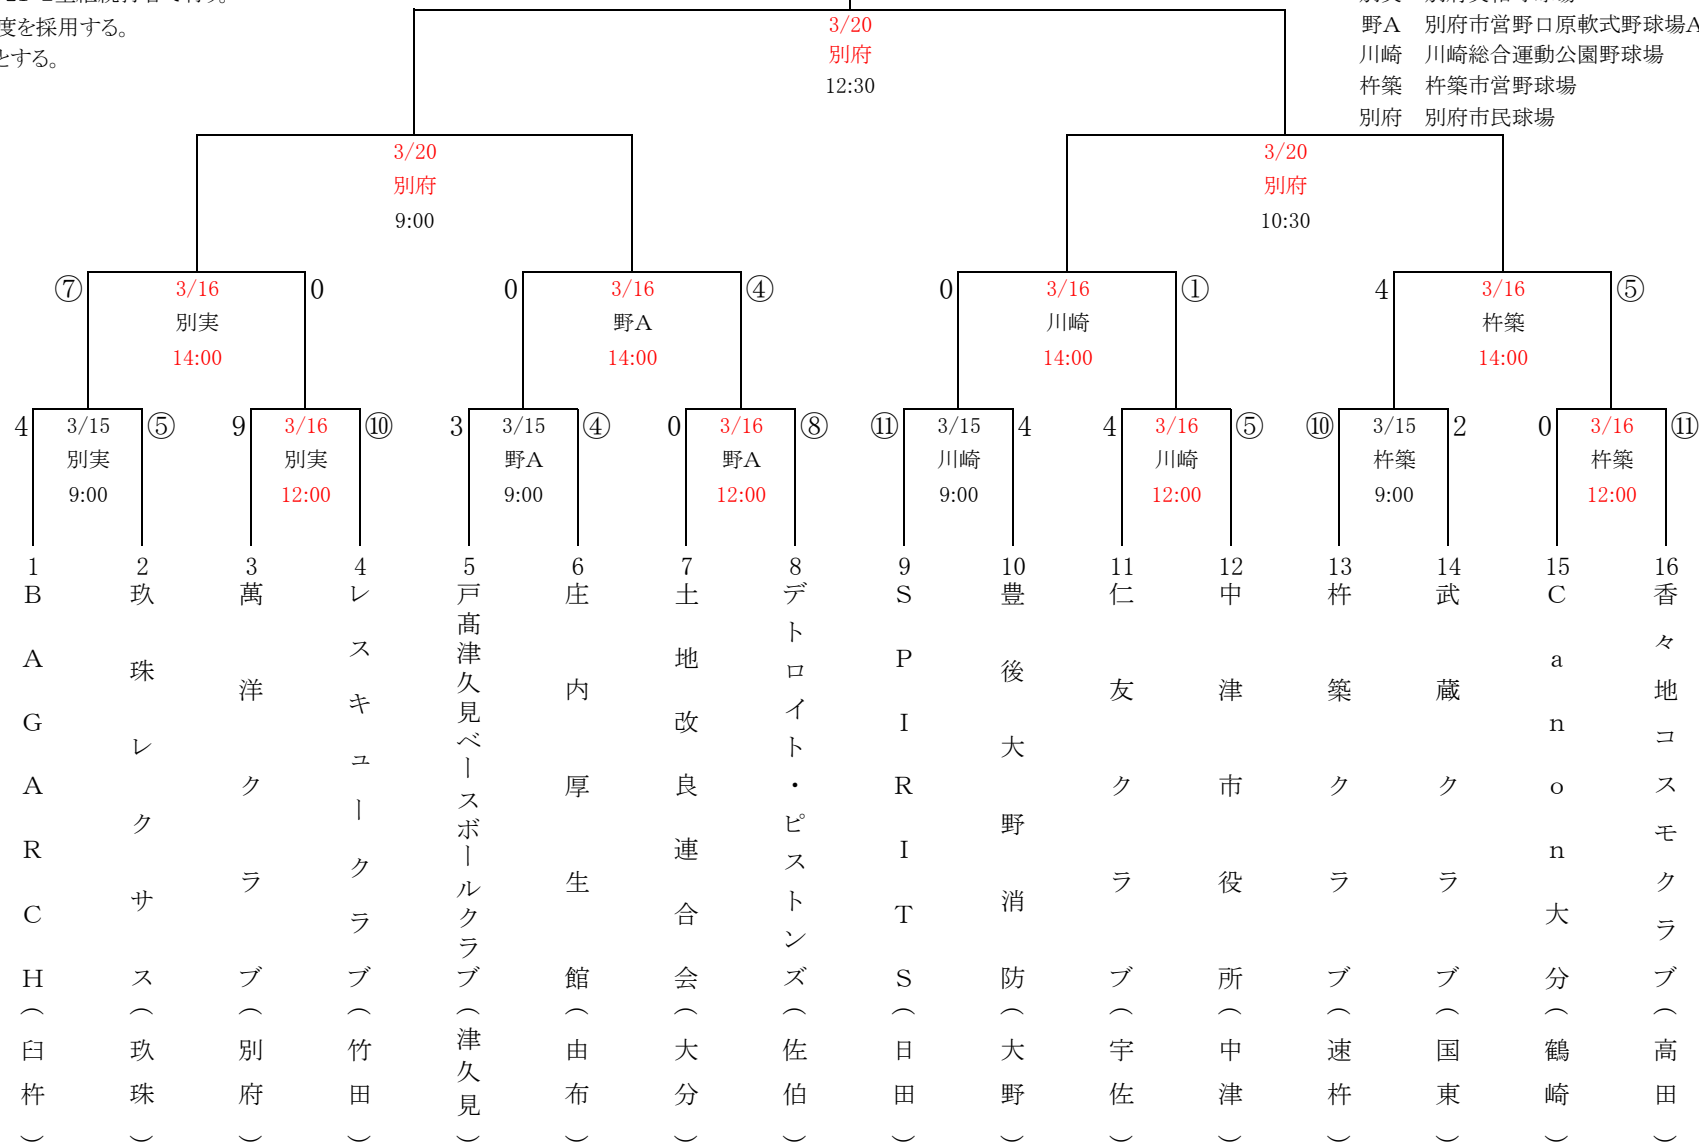 度を採用する。
とする。
野A 別府市営野口原軟式野球場A
川崎 川崎総合運動公園野球場
杵築 杵築市営野球場
別府 別府市民球場
3/20
別府
12:30
3/20
別府
9:00
3/20
別府
10:30
⑦ 3/16 0
別実
14:00
0 3/16 ④
野A
14:00
0 3/16 ①
川崎
14:00
4 3/16 ⑤
杵築
14:00
4 3/15 ⑤
別実
9:00
9 3/16 ⑩
別実
12:00
3 3/15 ④
野A
9:00
0 3/16 ⑧
野A
12:00
⑪ 3/15 4
川崎
9:00
4 3/16 ⑤
川崎
12:00
⑩ 3/15 2
杵築
9:00
0 3/16 ⑪
杵築
12:00
1 BAGARCH(臼杵)
2 玖珠レクサス(玖珠)
3 萬洋クラブ(別府)
4 レスキュークラブ(竹田)
5 戸髙津久見ベースボールクラブ(津久見)
6 庄内厚生館(由布)
7 土地改良連合会(大分)
8 デトロイト・ピストンズ(佐伯)
9 SPIRITS(日田)
10 豊後大野消防(大野)
11 仁友クラブ(宇佐)
12 中津市役所(中津)
13 杵築クラブ(速杵)
14 武蔵クラブ(国東)
15 Canon大分(鶴崎)
16 香々地コスモクラブ(高田)